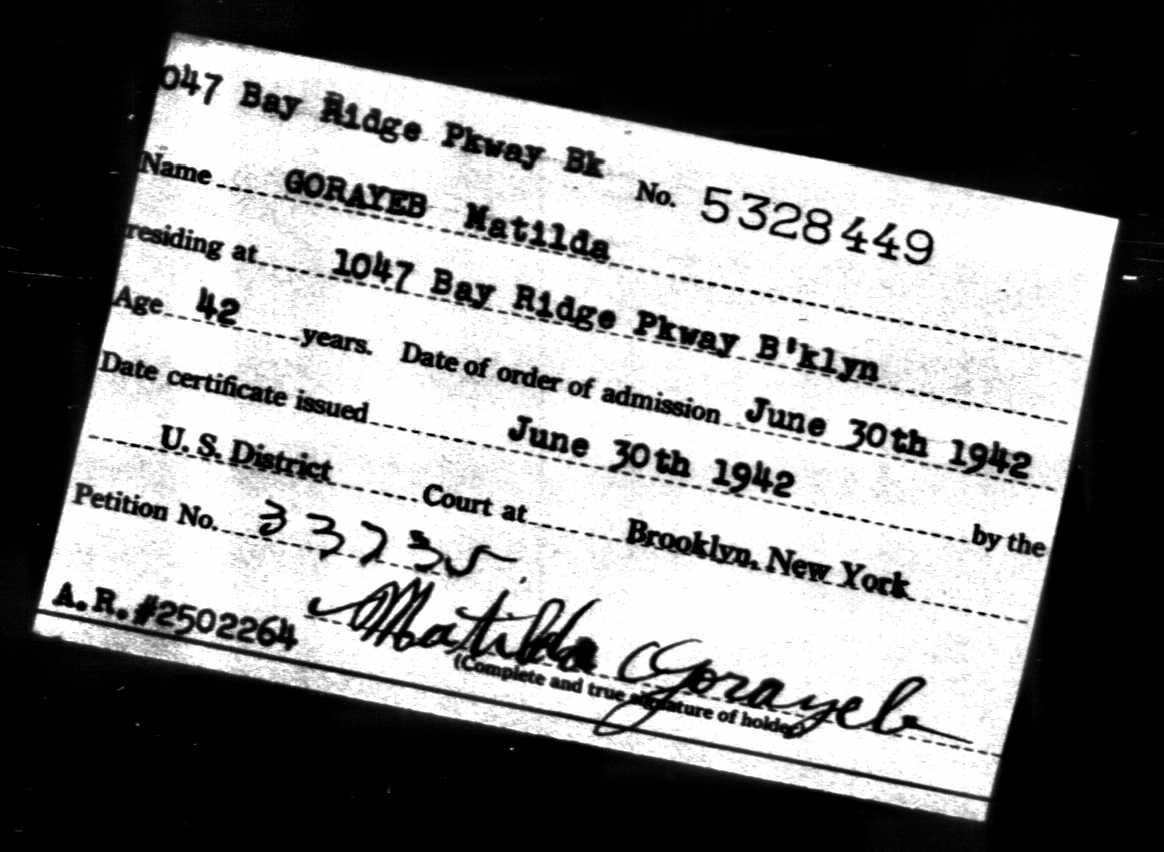 1047 Bay Ridge Pkway Bk
No. 5328449
Name GORAYEB Matilda
residing at 1047 Bay Ridge Pkway B'klyn
Age 42 years. Date of order of admission June 30th 1942
Date certificate issued June 30th 1942 by the
U. S. District Court at Brooklyn, New York
Petition No. 33235.
A.R.#2502264 Matilda Gorayeb
(Complete and true signature of holder)